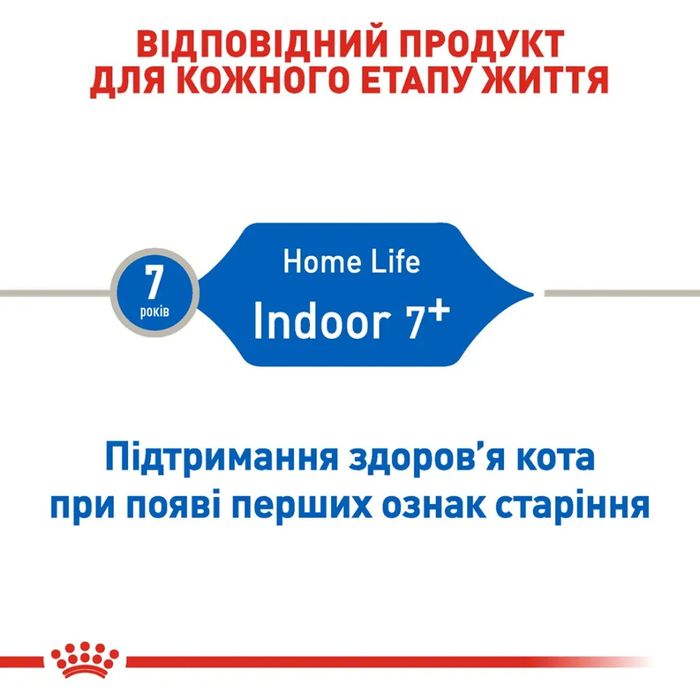 ВІДПОВІДНИЙ ПРОДУКТ
ДЛЯ КОЖНОГО ЕТАПУ ЖИТТЯ
7
років
Home Life
Indoor 7+
Підтримання здоров’я кота
при появі перших ознак старіння